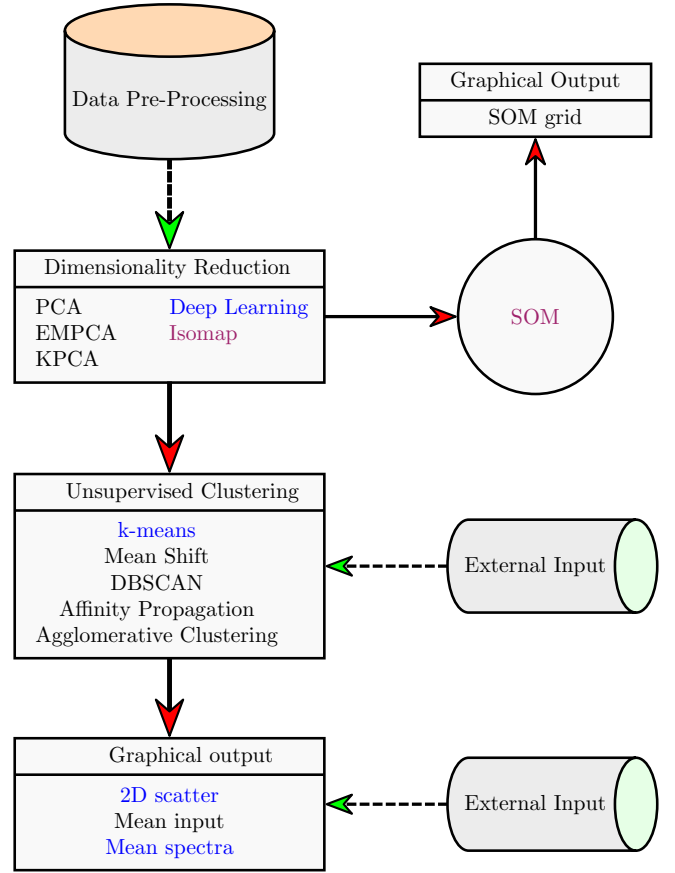 Data Pre-Processing
Graphical Output
SOM grid
Dimensionality Reduction
PCA Deep Learning
EMPCA Isomap
KPCA
SOM
Unsupervised Clustering
k-means
Mean Shift
DBSCAN
Affinity Propagation
Agglomerative Clustering
External Input
Graphical output
2D scatter
Mean input
Mean spectra
External Input